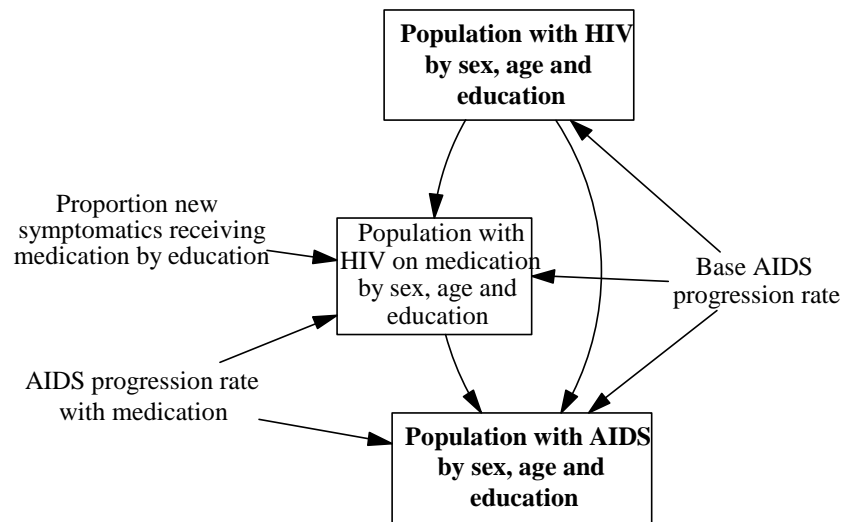 Population with HIV
by sex, age and
education
Proportion new
symptomatics receiving
medication by education
Population with
HIV on medication
by sex, age and
education
Base AIDS
progression rate
AIDS progression rate
with medication
Population with AIDS
by sex, age and
education